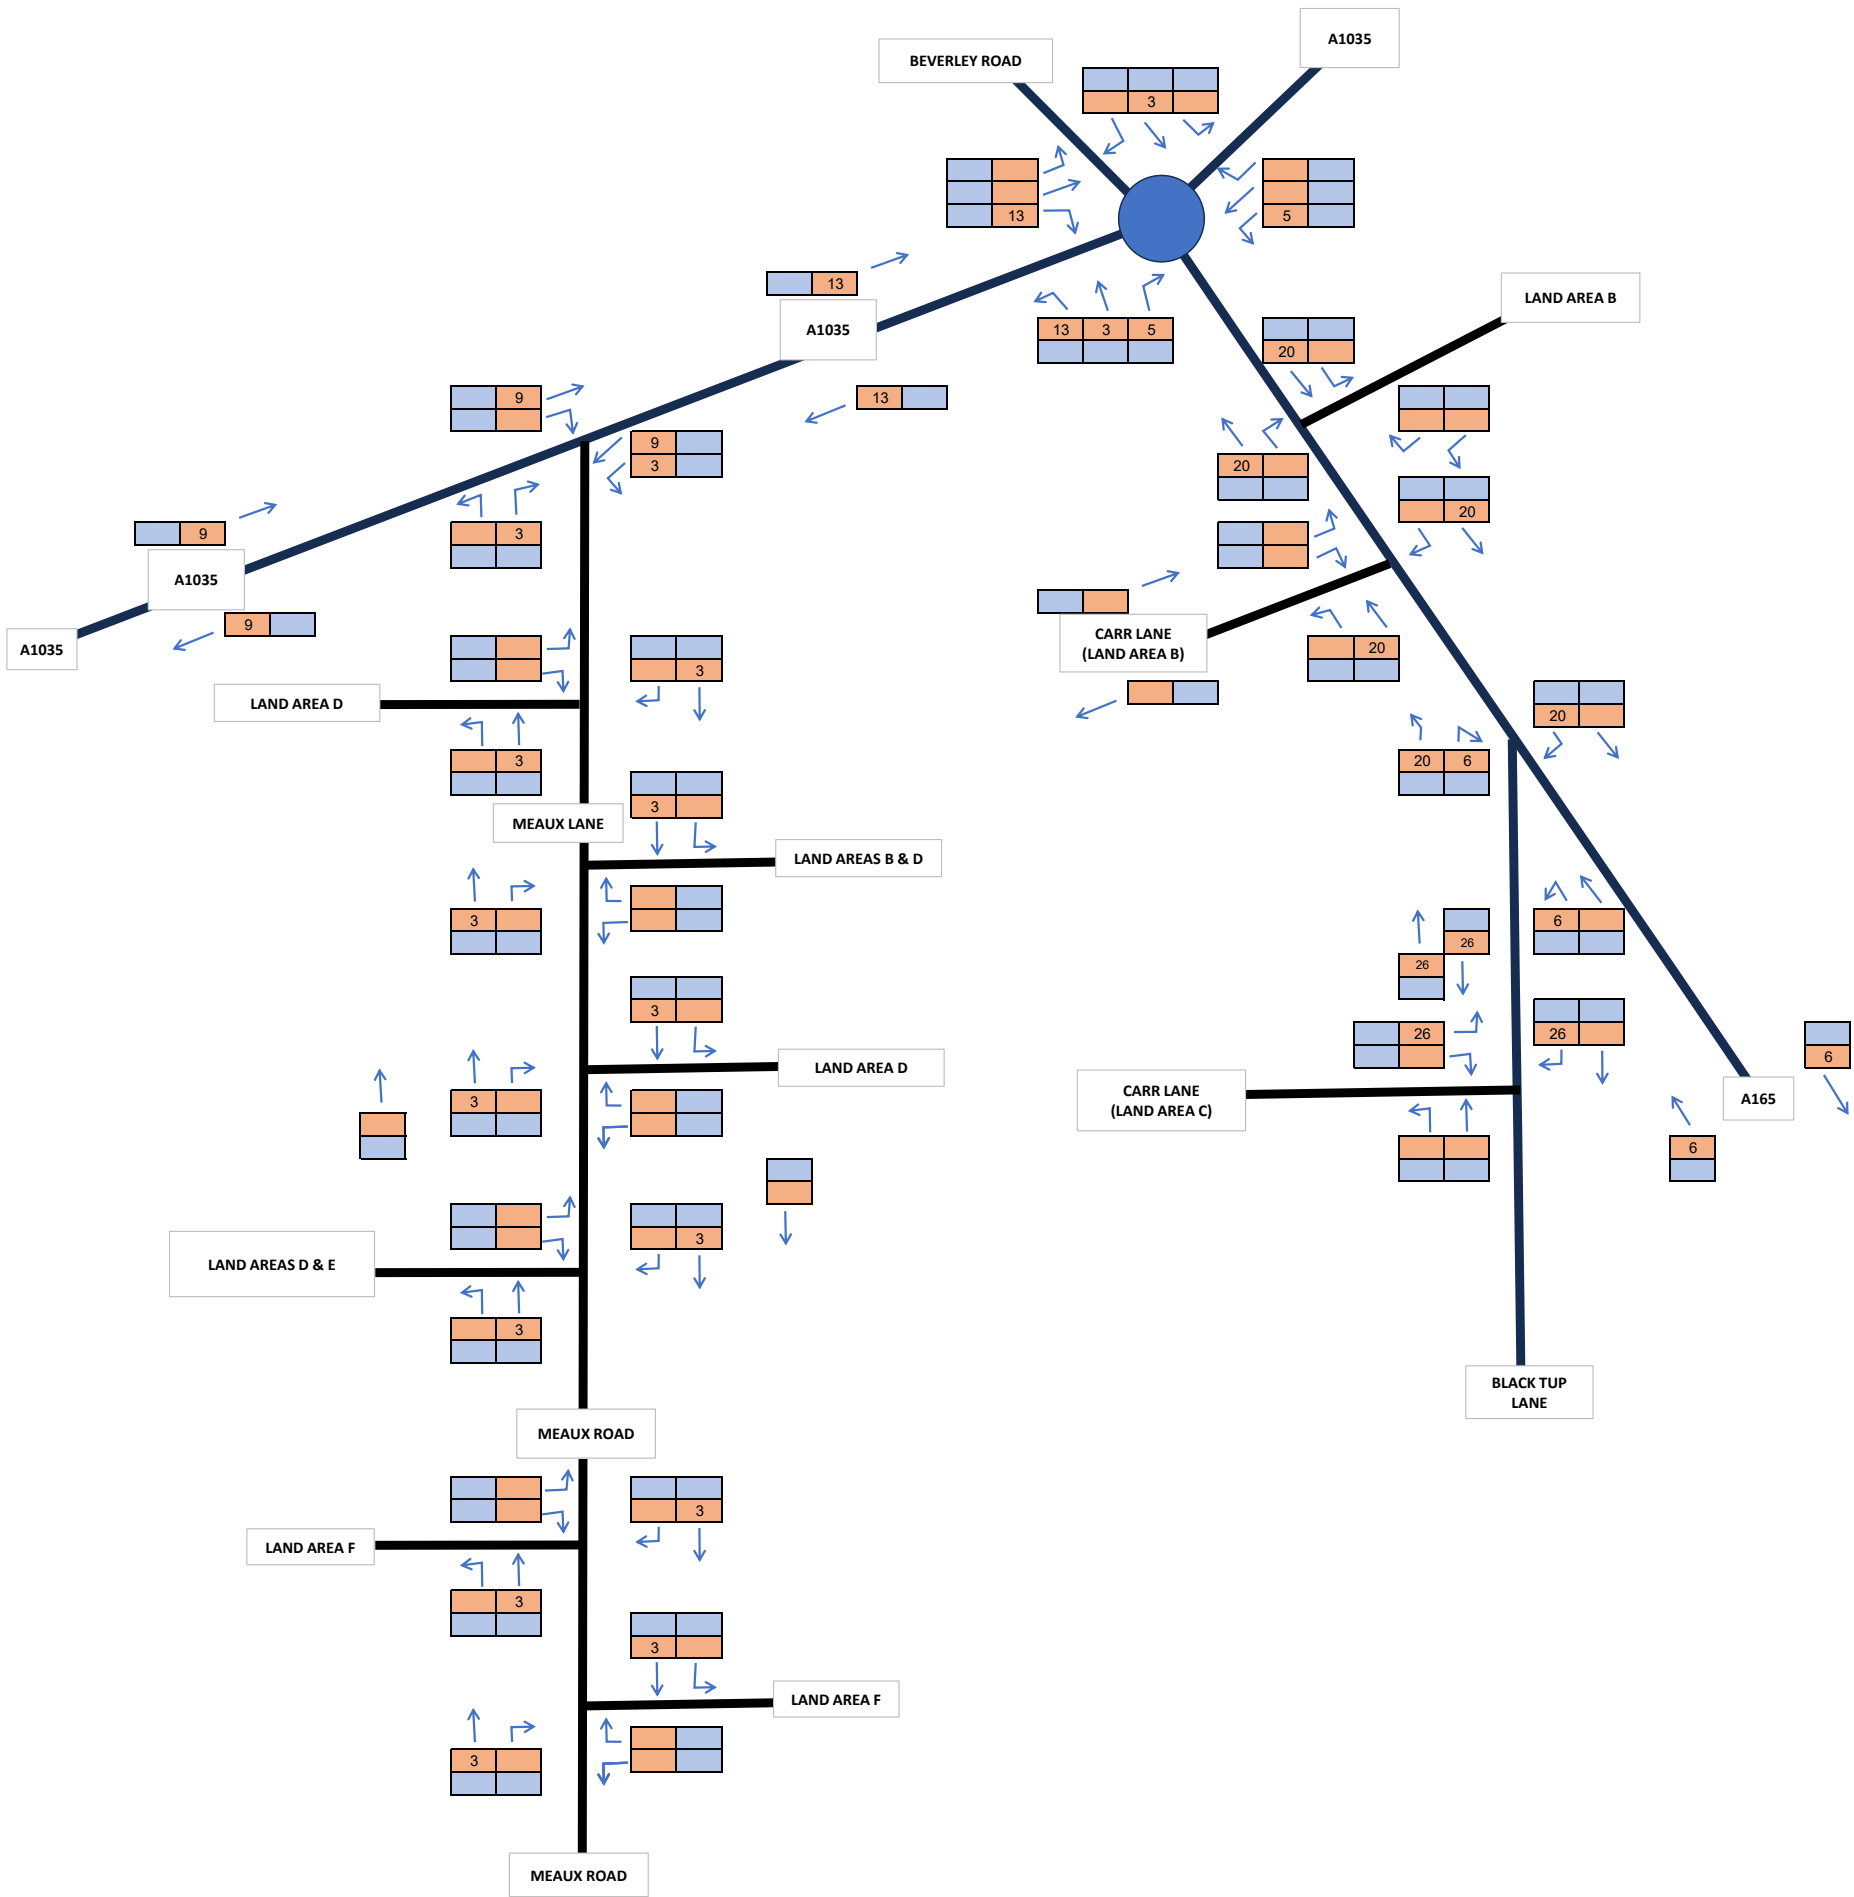 A1035
BEVERLEY ROAD
3
13
5
13
A1035
LAND AREA B
13 3 5
20
9
13
9
3
20
20
9
3
A1035
9
A1035
CARR LANE
(LAND AREA B)
20
3
LAND AREA D
20
3
20 6
3
MEAUX LANE
LAND AREAS B & D
3
6
26
26
3
26
26
6
LAND AREA D
CARR LANE
(LAND AREA C)
A165
3
6
3
LAND AREAS D & E
3
BLACK TUP
LANE
MEAUX ROAD
3
LAND AREA F
3
3
LAND AREA F
3
MEAUX ROAD